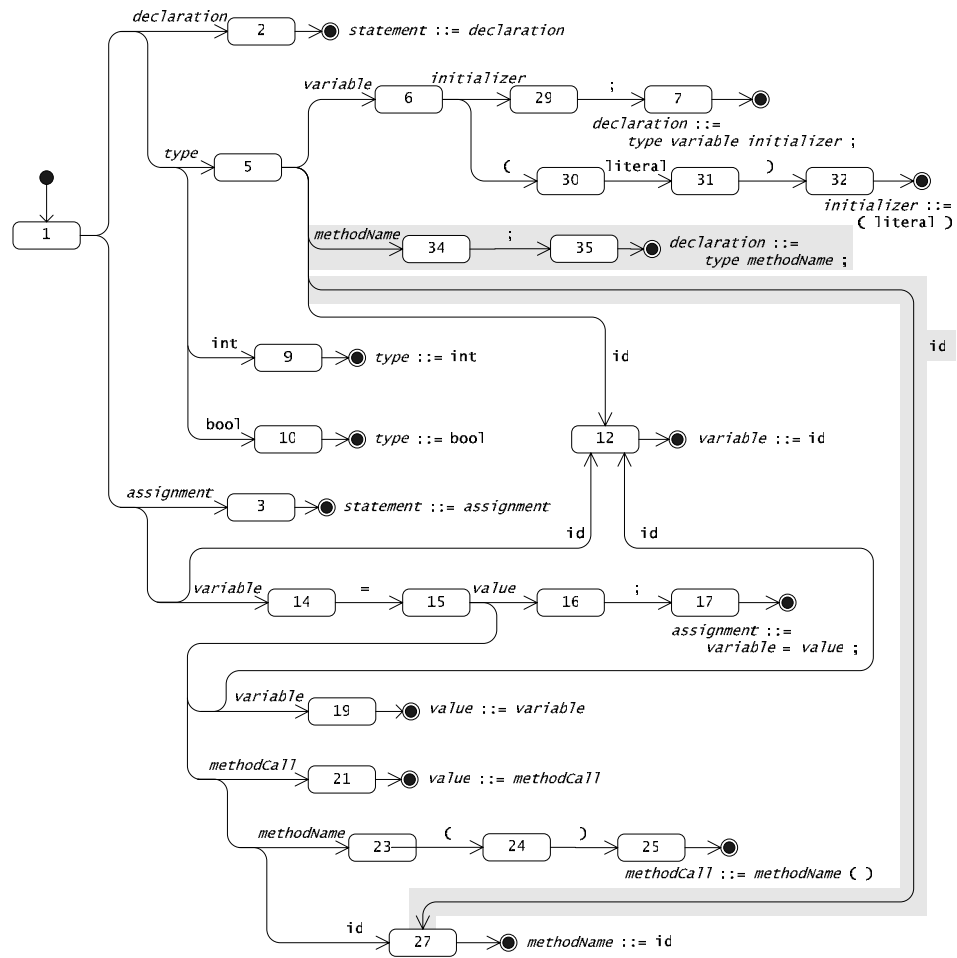 declaration
2
statement ::= declaration
variable
6
initializer
29
;
7
declaration ::=
type variable initializer ;
type
5
(
30
literal
31
)
32
initializer ::=
( literal )
1
methodName
34
;
35
declaration ::=
type methodName ;
int
9
type ::= int
id
id
bool
10
type ::= bool
12
variable ::= id
assignment
3
statement ::= assignment
id
id
variable
14
=
15
value
16
;
17
assignment ::=
variable = value ;
variable
19
value ::= variable
methodCall
21
value ::= methodCall
methodName
23
(
24
)
25
methodCall ::= methodName ( )
id
27
methodName ::= id